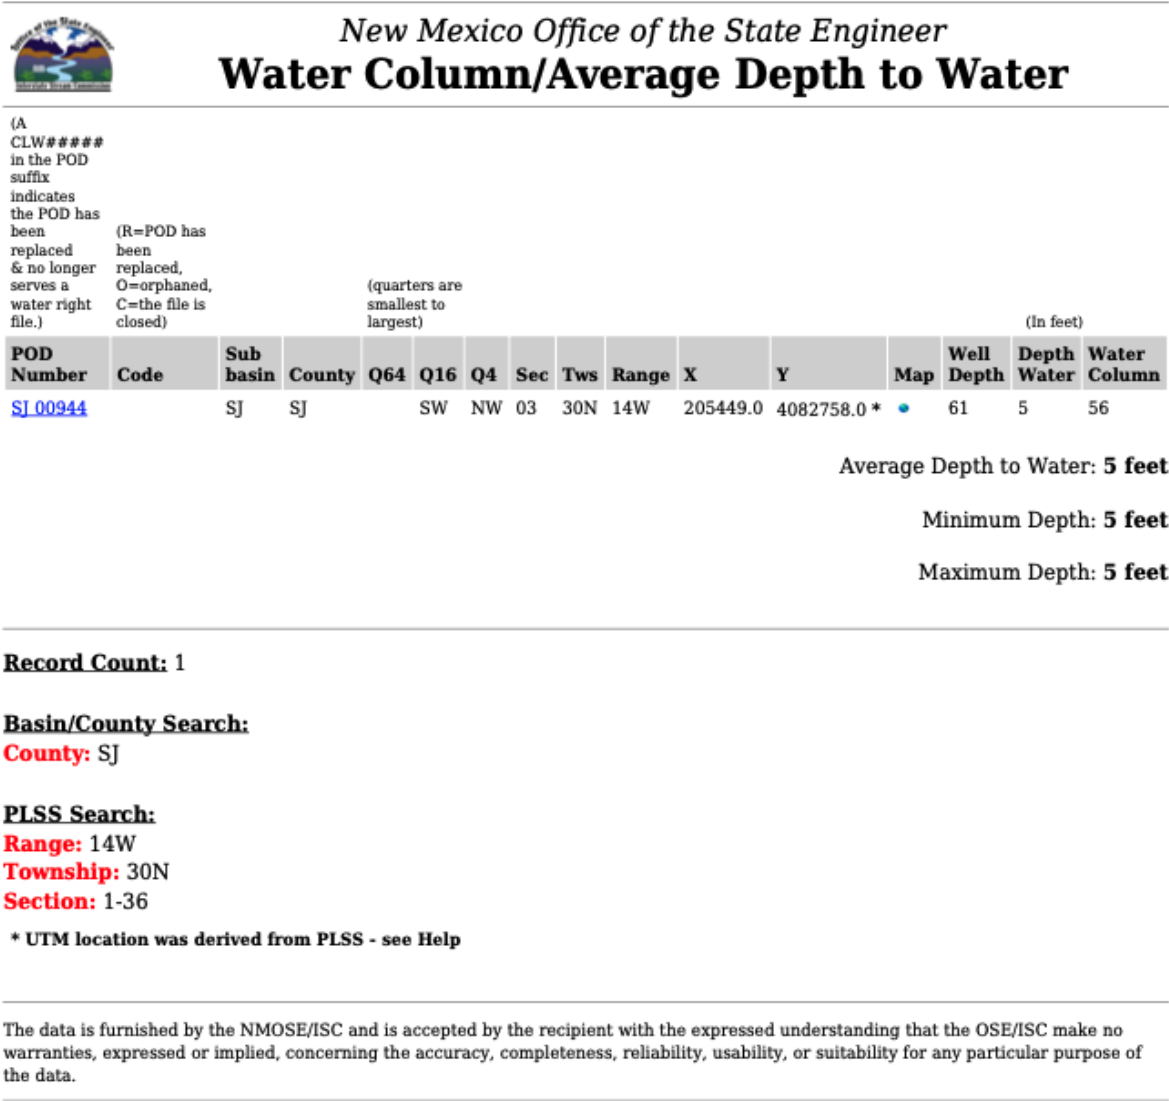 Office of the State Engineer
Interstate Stream Commission
New Mexico Office of the State Engineer
Water Column/Average Depth to Water
(A
CLW#####
in the POD
suffix
indicates
the POD has
been
replaced
& no longer
serves a
water right
file.)
(R=POD has
been
replaced,
O=orphaned,
C=the file is
closed)
(quarters are
smallest to
largest)
(In feet)
POD Number Code Sub basin County Q64 Q16 Q4 Sec Tws Range X Y Map Well Depth Depth Water Water Column
SJ 00944 SJ SJ SW NW 03 30N 14W 205449.0 4082758.0 * 61 5 56
Average Depth to Water: 5 feet
Minimum Depth: 5 feet
Maximum Depth: 5 feet
Record Count: 1
Basin/County Search:
County: SJ
PLSS Search:
Range: 14W
Township: 30N
Section: 1-36
* UTM location was derived from PLSS - see Help
The data is furnished by the NMOSE/ISC and is accepted by the recipient with the expressed understanding that the OSE/ISC make no
warranties, expressed or implied, concerning the accuracy, completeness, reliability, usability, or suitability for any particular purpose of
the data.